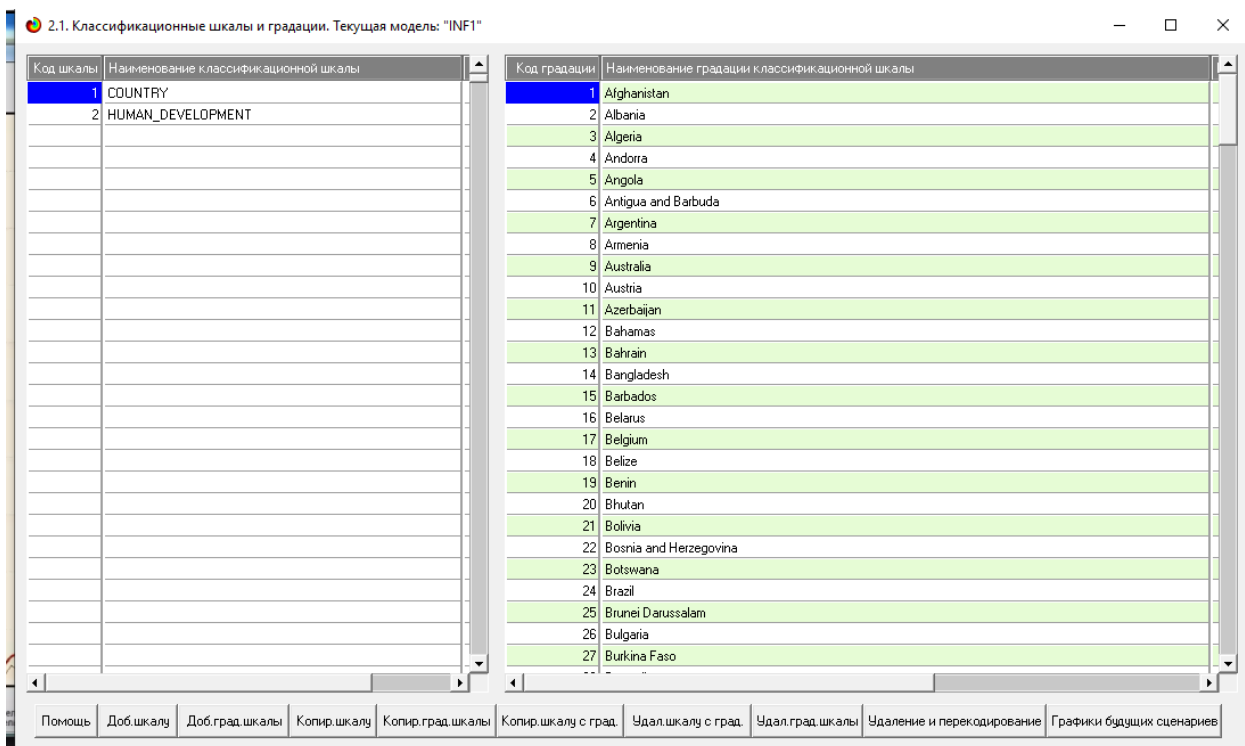 2.1. Классификационные шкалы и градации. Текущая модель: "INF1"
Код шкалы Наименование классификационной шкалы
1 COUNTRY
2 HUMAN_DEVELOPMENT
Код градации Наименование градации классификационной шкалы
1 Afghanistan
2 Albania
3 Algeria
4 Andorra
5 Angola
6 Antigua and Barbuda
7 Argentina
8 Armenia
9 Australia
10 Austria
11 Azerbaijan
12 Bahamas
13 Bahrain
14 Bangladesh
15 Barbados
16 Belarus
17 Belgium
18 Belize
19 Benin
20 Bhutan
21 Bolivia
22 Bosnia and Herzegovina
23 Botswana
24 Brazil
25 Brunei Darussalam
26 Bulgaria
27 Burkina Faso
Помощь Доб.шкалу Доб.град.шкалы Копир.шкалу Копир.град.шкалы Копир.шкалу с град. Удал.шкалу с град. Удал.град.шкалы Удаление и перекодирование Графики будущих сценариев